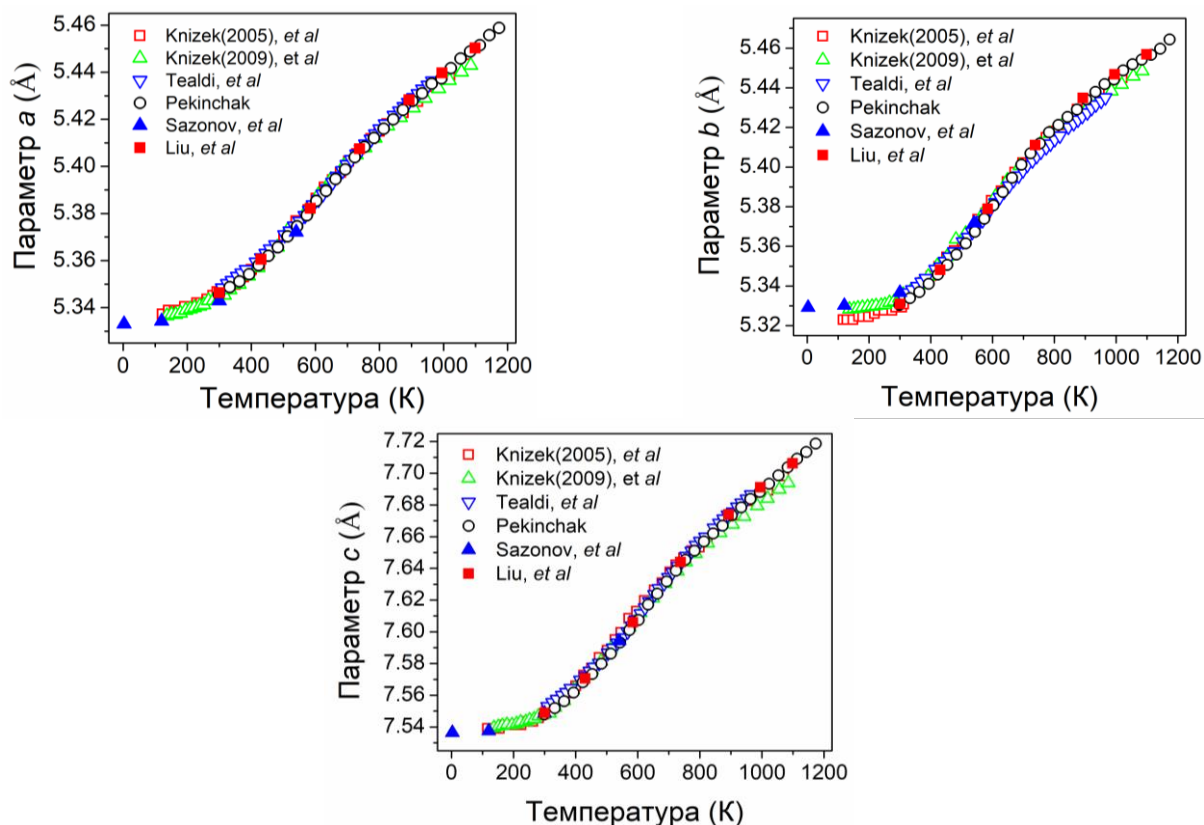 5.46
5.44
5.42
5.40
5.38
5.36
5.34
Параметр a (Å)
Knizek(2005), et al
Knizek(2009), et al
Tealdi, et al
Pekinchak
Sazonov, et al
Liu, et al
0 200 400 600 800 1000 1200
Температура (К)
5.46
5.44
5.42
5.40
5.38
5.36
5.34
5.32
Параметр b (Å)
Knizek(2005), et al
Knizek(2009), et al
Tealdi, et al
Pekinchak
Sazonov, et al
Liu, et al
0 200 400 600 800 1000 1200
Температура (К)
7.72
7.70
7.68
7.66
7.64
7.62
7.60
7.58
7.56
7.54
Параметр c (Å)
Knizek(2005), et al
Knizek(2009), et al
Tealdi, et al
Pekinchak
Sazonov, et al
Liu, et al
0 200 400 600 800 1000 1200
Температура (К)